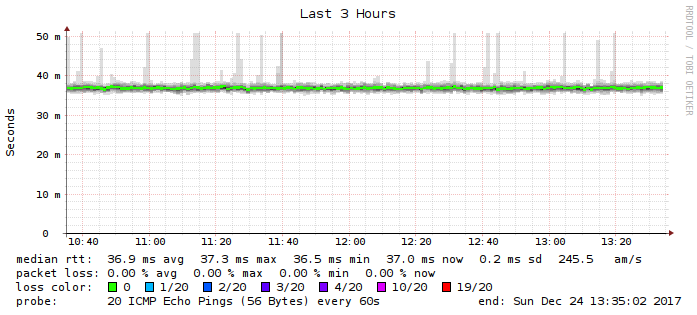 Last 3 Hours
RRDTOOL / TOBI OETIKER
Seconds
50 m
40 m
30 m
20 m
10 m
0
10:40 11:00 11:20 11:40 12:00 12:20 12:40 13:00 13:20
median rtt: 36.9 ms avg 37.3 ms max 36.5 ms min 37.0 ms now 0.2 ms sd 245.5 am/s
packet loss: 0.00 % avg 0.00 % max 0.00 % min 0.00 % now
loss color: 0 1/20 2/20 3/20 4/20 10/20 19/20
probe: 20 ICMP Echo Pings (56 Bytes) every 60s end: Sun Dec 24 13:35:02 2017